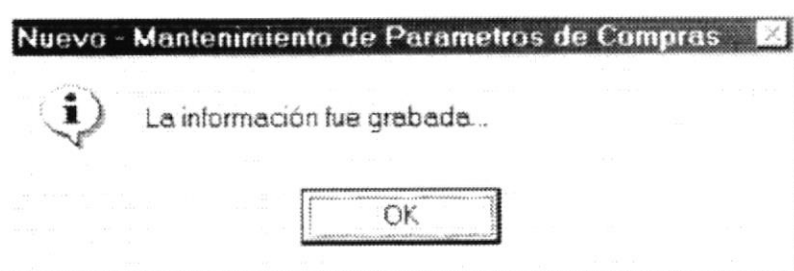 Nuevo - Mantenimiento de Parametros de Compras
La información fue grabada...
OK